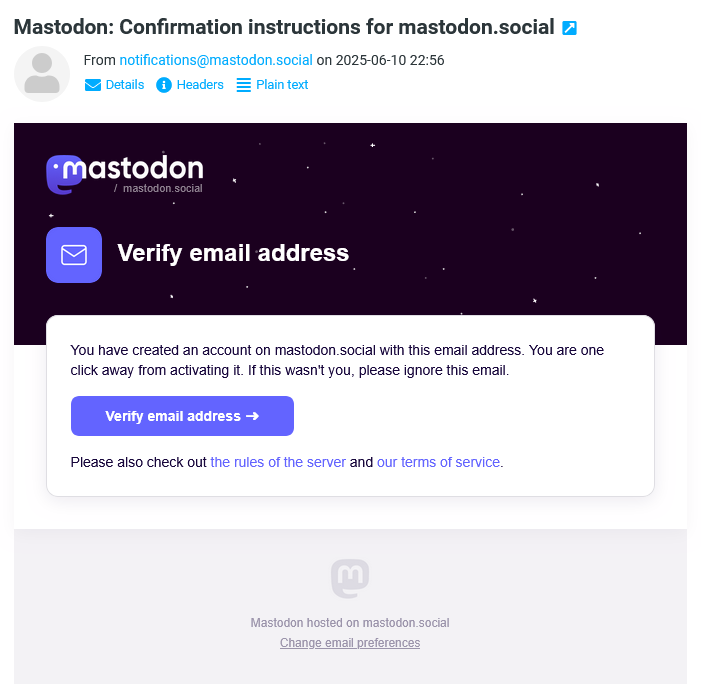 Mastodon: Confirmation instructions for mastodon.social
From notifications@mastodon.social on 2025-06-10 22:56
Details Headers Plain text
mastodon
/ mastodon.social
Verify email address
You have created an account on mastodon.social with this email address. You are one
click away from activating it. If this wasn't you, please ignore this email.
Verify email address ➜
Please also check out the rules of the server and our terms of service.
Mastodon hosted on mastodon.social
Change email preferences